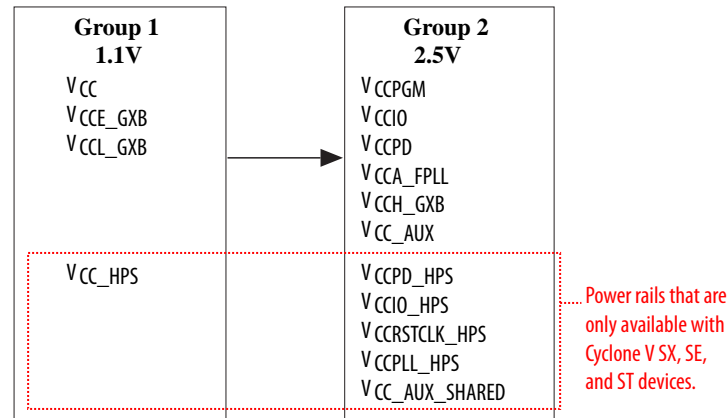 Group 1
1.1V
VCC
VCCE_GXB
VCCL_GXB
VCC_HPS
Group 2
2.5V
VCCPGM
VCCIO
VCCPD
VCCA_FPLL
VCCH_GXB
VCC_AUX
VCCPD_HPS
VCCIO_HPS
VCCRSTCLK_HPS
VCCPLL_HPS
VCC_AUX_SHARED
Power rails that are
only available with
Cyclone V SX, SE,
and ST devices.